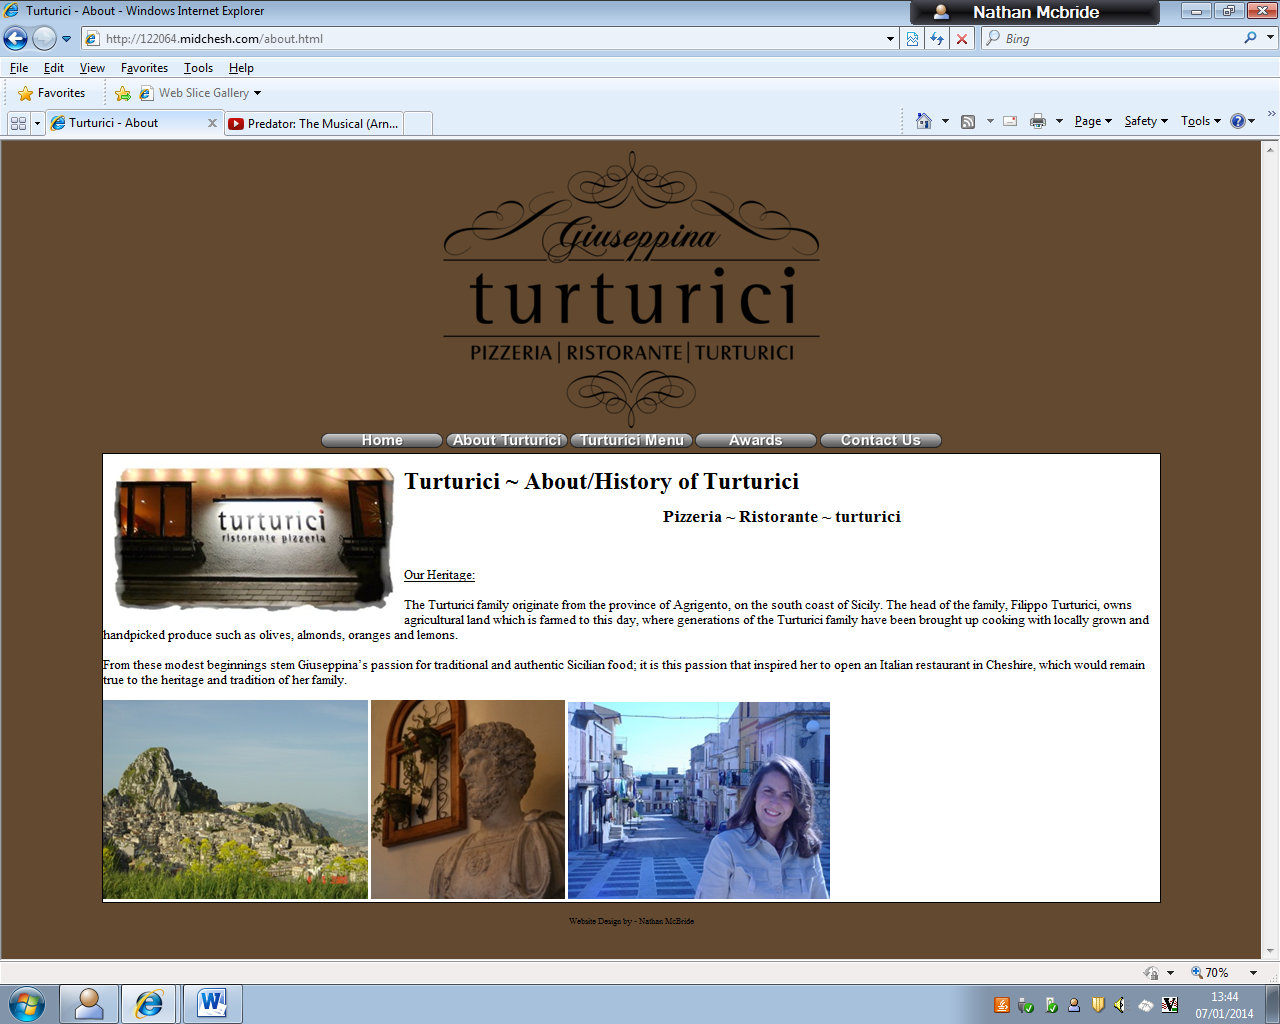 Turturici - About - Windows Internet Explorer
Nathan Mcbride
http://122064.midchesh.com/about.html
Bing
File Edit View Favorites Tools Help
Favorites
Web Slice Gallery
Turturici - About
Predator: The Musical (Arn...
Page
Safety
Tools
Giuseppina
turturici
PIZZERIA | RISTORANTE | TURTURICI
Home
About Turturici
Turturici Menu
Awards
Contact Us
turturici
ristorante pizzeria
Turturici ~ About/History of Turturici
Pizzeria ~ Ristorante ~ turturici
Our Heritage:
The Turturici family originate from the province of Agrigento, on the south coast of Sicily. The head of the family, Filippo Turturici, owns
agricultural land which is farmed to this day, where generations of the Turturici family have been brought up cooking with locally grown and
handpicked produce such as olives, almonds, oranges and lemons.
From these modest beginnings stem Giuseppina’s passion for traditional and authentic Sicilian food; it is this passion that inspired her to open an Italian restaurant in Cheshire, which would remain
true to the heritage and tradition of her family.
Website Design by - Nathan McBride
70%
13:44
07/01/2014